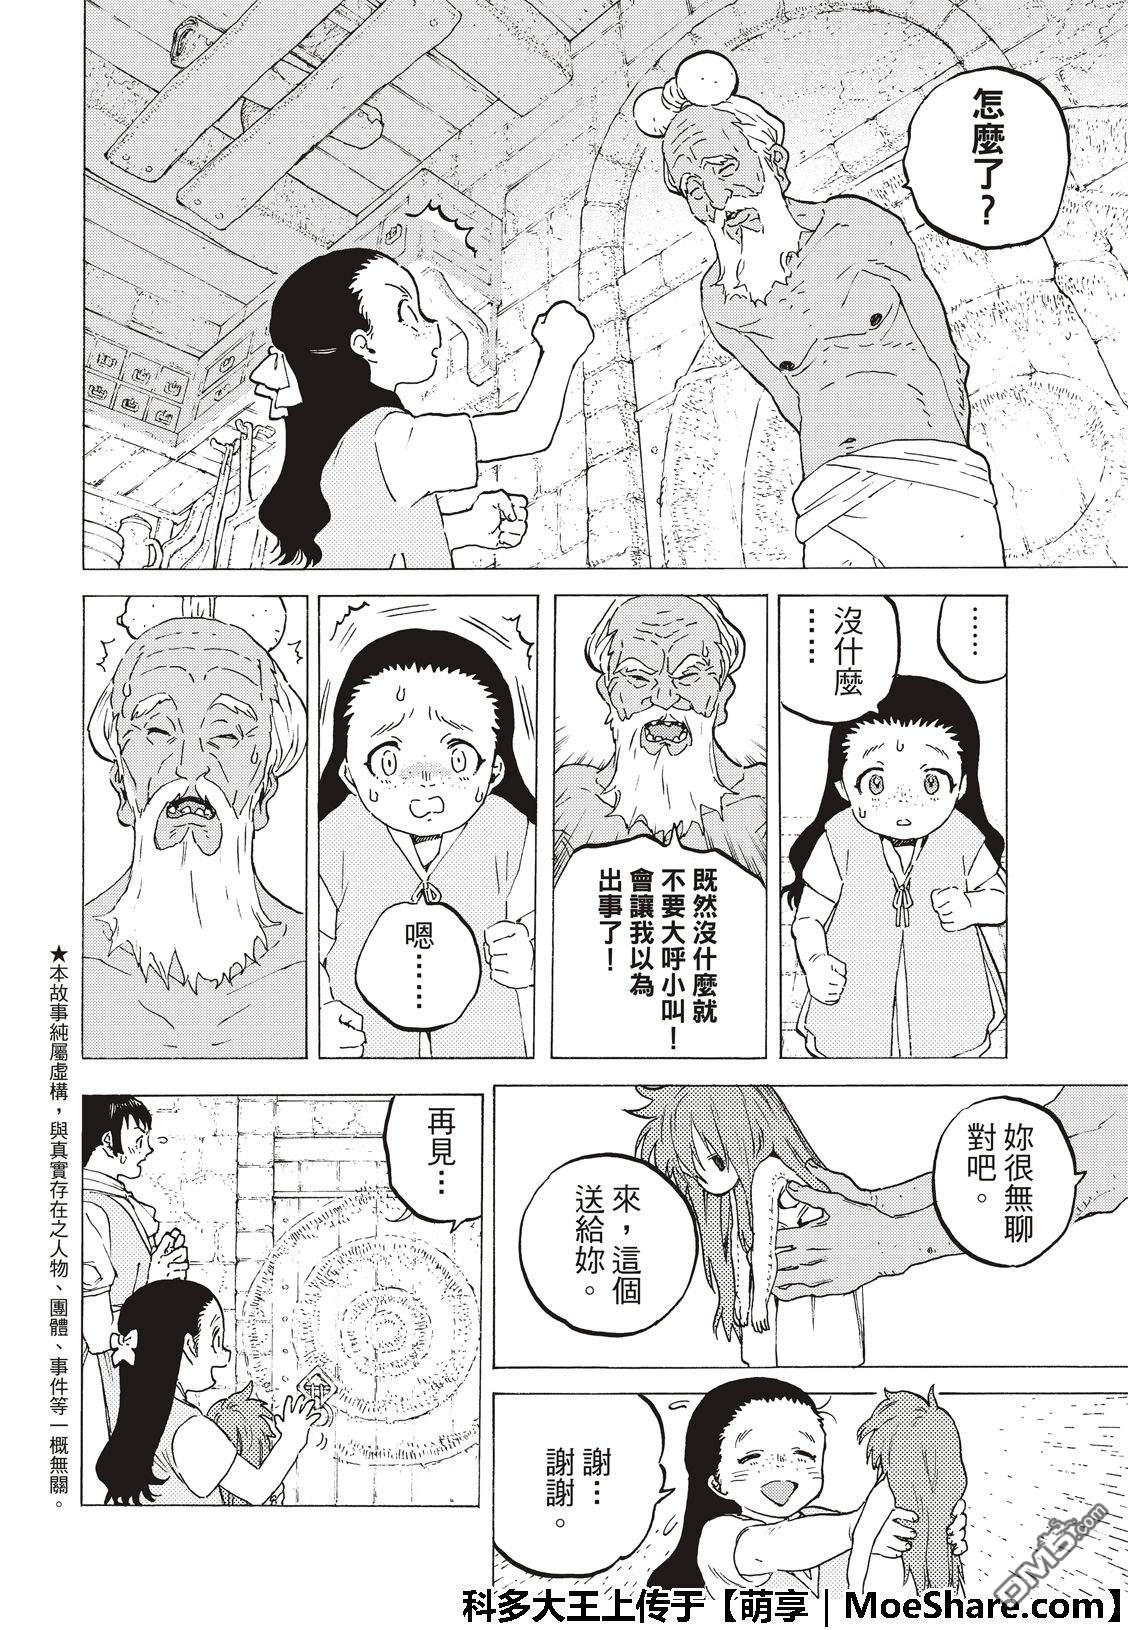 怎麼了？
……
沒什麼
……
既然沒什麼就
不要大呼小叫！
會讓我以為
出事了！
嗯……
妳很無聊
對吧。
來，這個
送給妳。
謝…
謝謝。
再見…
★本故事純屬虛構，與真實存在之人物、團體、事件等一概無關。
DM5.com
科多大王上传于【萌享｜MoeShare.com】